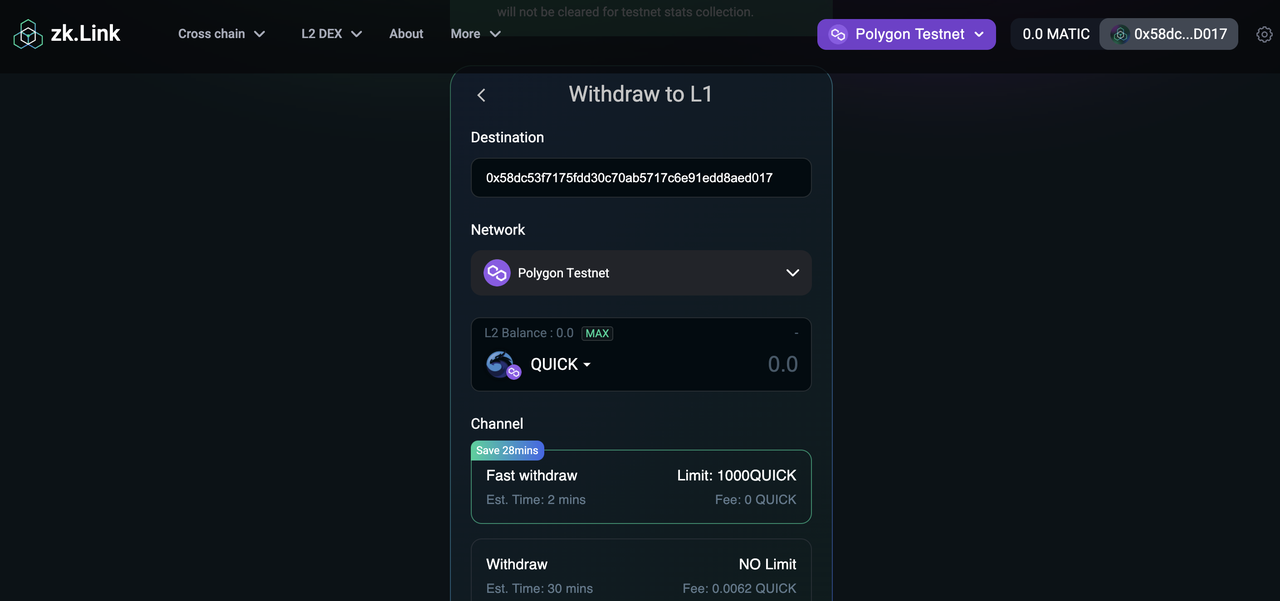 will not be cleared for testnet stats collection.
zk.Link
Cross chain
L2 DEX
About
More
Polygon Testnet
0.0 MATIC
0x58dc...D017
Withdraw to L1
Destination
0x58dc53f7175fdd30c70ab5717c6e91edd8aed017
Network
Polygon Testnet
L2 Balance : 0.0 MAX -
QUICK 0.0
Channel
Save 28mins
Fast withdraw Limit: 1000QUICK
Est. Time: 2 mins Fee: 0 QUICK
Withdraw NO Limit
Est. Time: 30 mins Fee: 0.0062 QUICK